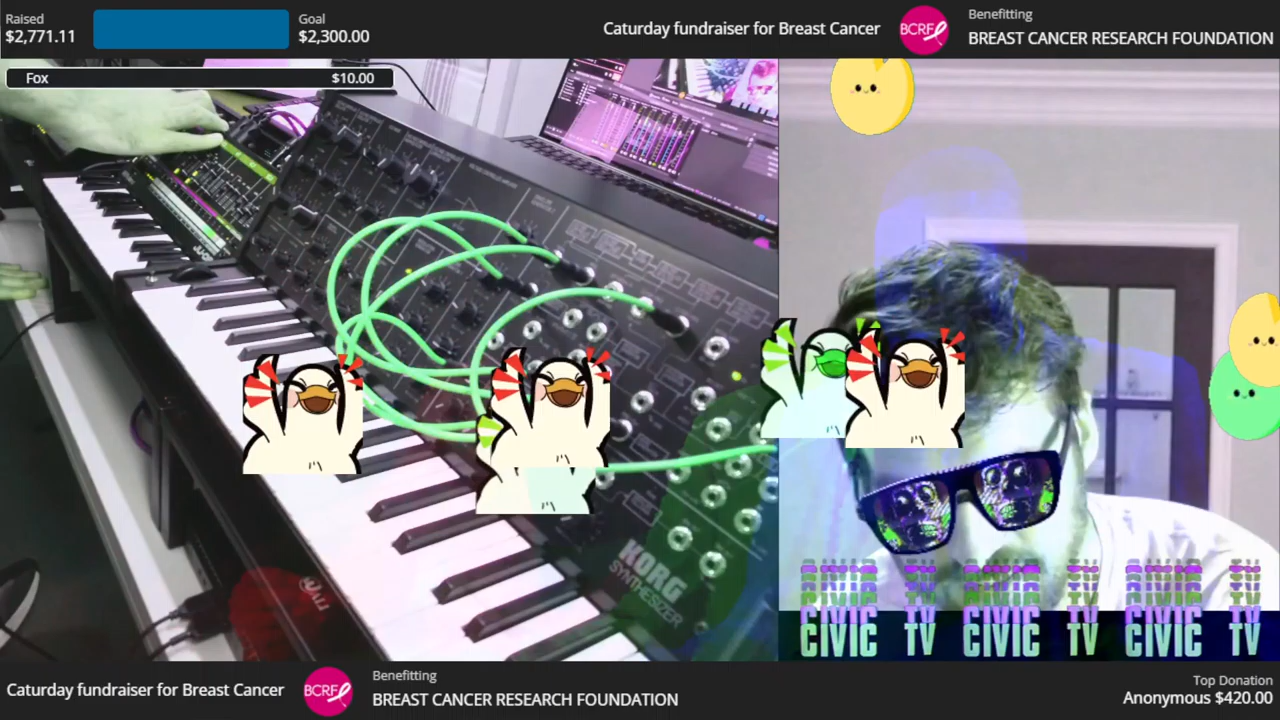 Raised
$2,771.11
Goal
$2,300.00
Caturday fundraiser for Breast Cancer
BCRF
Benefitting
BREAST CANCER RESEARCH FOUNDATION
Fox
$10.00
KORG
SYNTHESIZER
CIVIC TV CIVIC TV CIVIC TV
Caturday fundraiser for Breast Cancer
BCRF
Benefitting
BREAST CANCER RESEARCH FOUNDATION
Top Donation
Anonymous $420.00